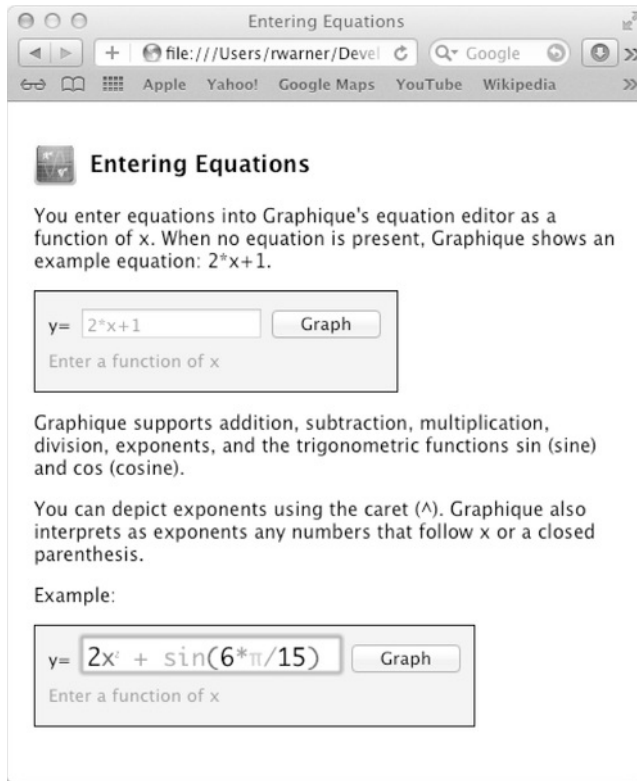 Entering Equations
file:///Users/rwarner/Devel
Google
Apple Yahoo! Google Maps YouTube Wikipedia
Entering Equations
You enter equations into Graphique's equation editor as a
function of x. When no equation is present, Graphique shows an
example equation: 2*x+1.
y= 2*x+1 Graph
Enter a function of x
Graphique supports addition, subtraction, multiplication,
division, exponents, and the trigonometric functions sin (sine)
and cos (cosine).
You can depict exponents using the caret (^). Graphique also
interprets as exponents any numbers that follow x or a closed
parenthesis.
Example:
y= 2x² + sin(6*π/15) Graph
Enter a function of x